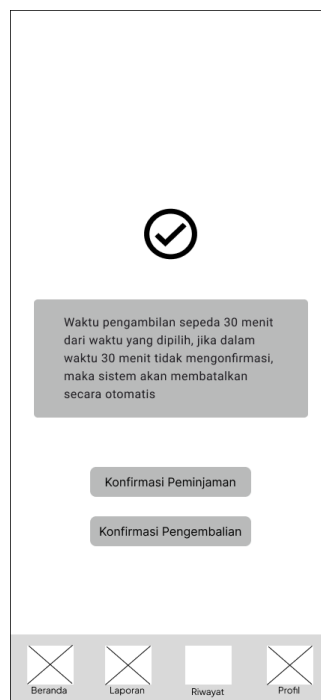 Waktu pengambilan sepeda 30 menit
dari waktu yang dipilih, jika dalam
waktu 30 menit tidak mengonfirmasi,
maka sistem akan membatalkan
secara otomatis
Konfirmasi Peminjaman
Konfirmasi Pengembalian
Beranda Laporan Riwayat Profil